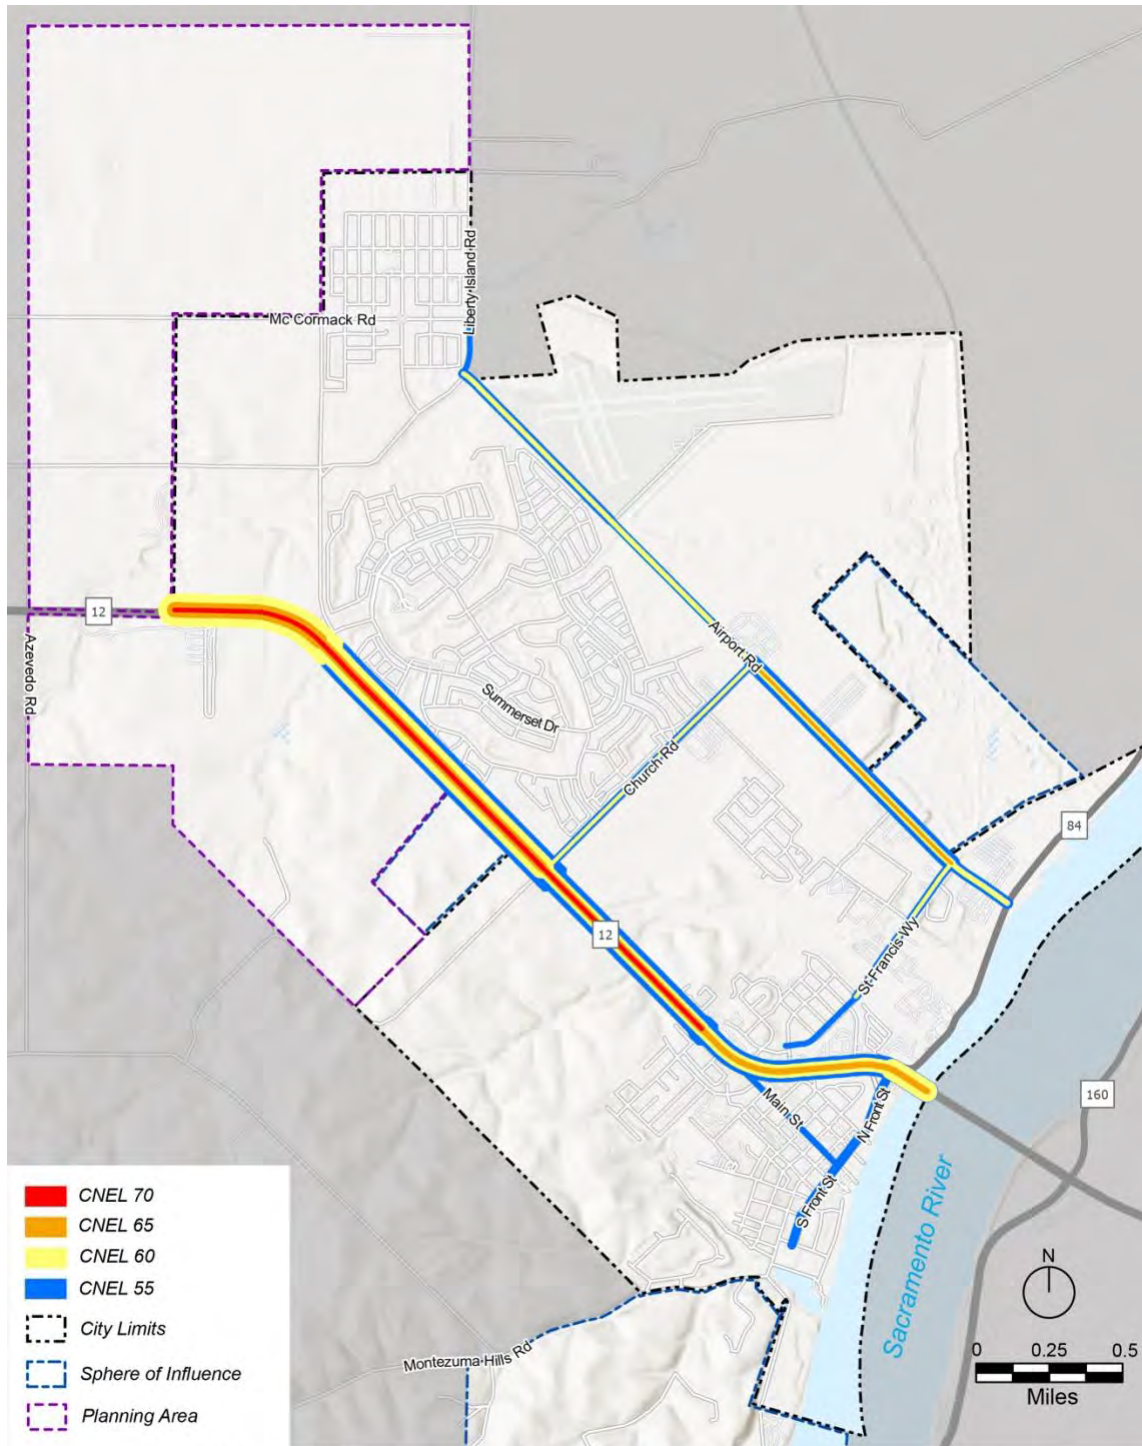 Liberty Island Rd
Mc Cormack Rd
12
Azevedo Rd
Airport Rd
Summerset Dr
Church Rd
84
12
St Francis Wy
Main St
N Front St
160
S Front St
Sacramento River
Montezuma Hills Rd
CNEL 70
CNEL 65
CNEL 60
CNEL 55
City Limits
Sphere of Influence
Planning Area
N
0 0.25 0.5
Miles